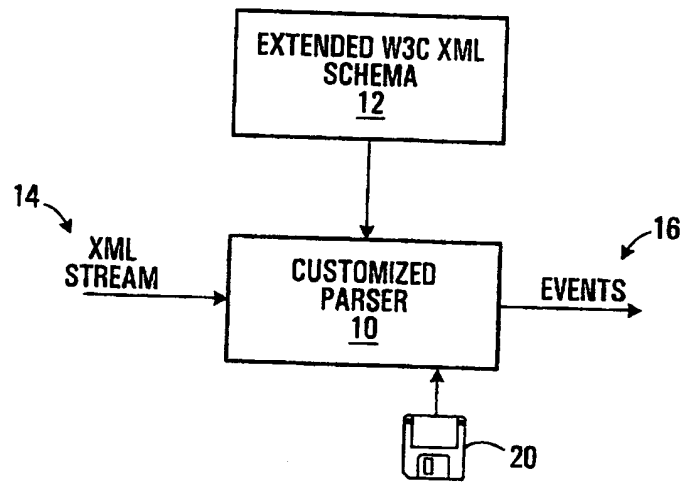 EXTENDED W3C XML
SCHEMA
12
14
XML
STREAM
CUSTOMIZED
PARSER
10
16
EVENTS
20